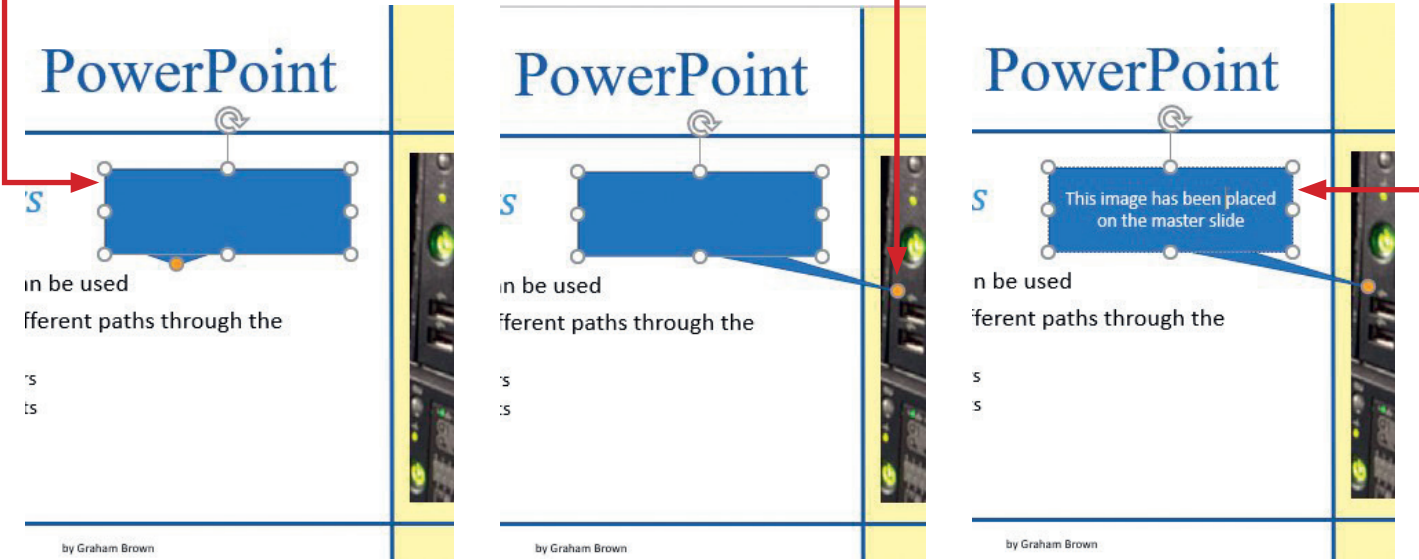 PowerPoint
s
n be used
fferent paths through the
rs
ts
by Graham Brown
PowerPoint
s
n be used
fferent paths through the
rs
ts
by Graham Brown
PowerPoint
This image has been placed
on the master slide
s
n be used
fferent paths through the
s
s
by Graham Brown